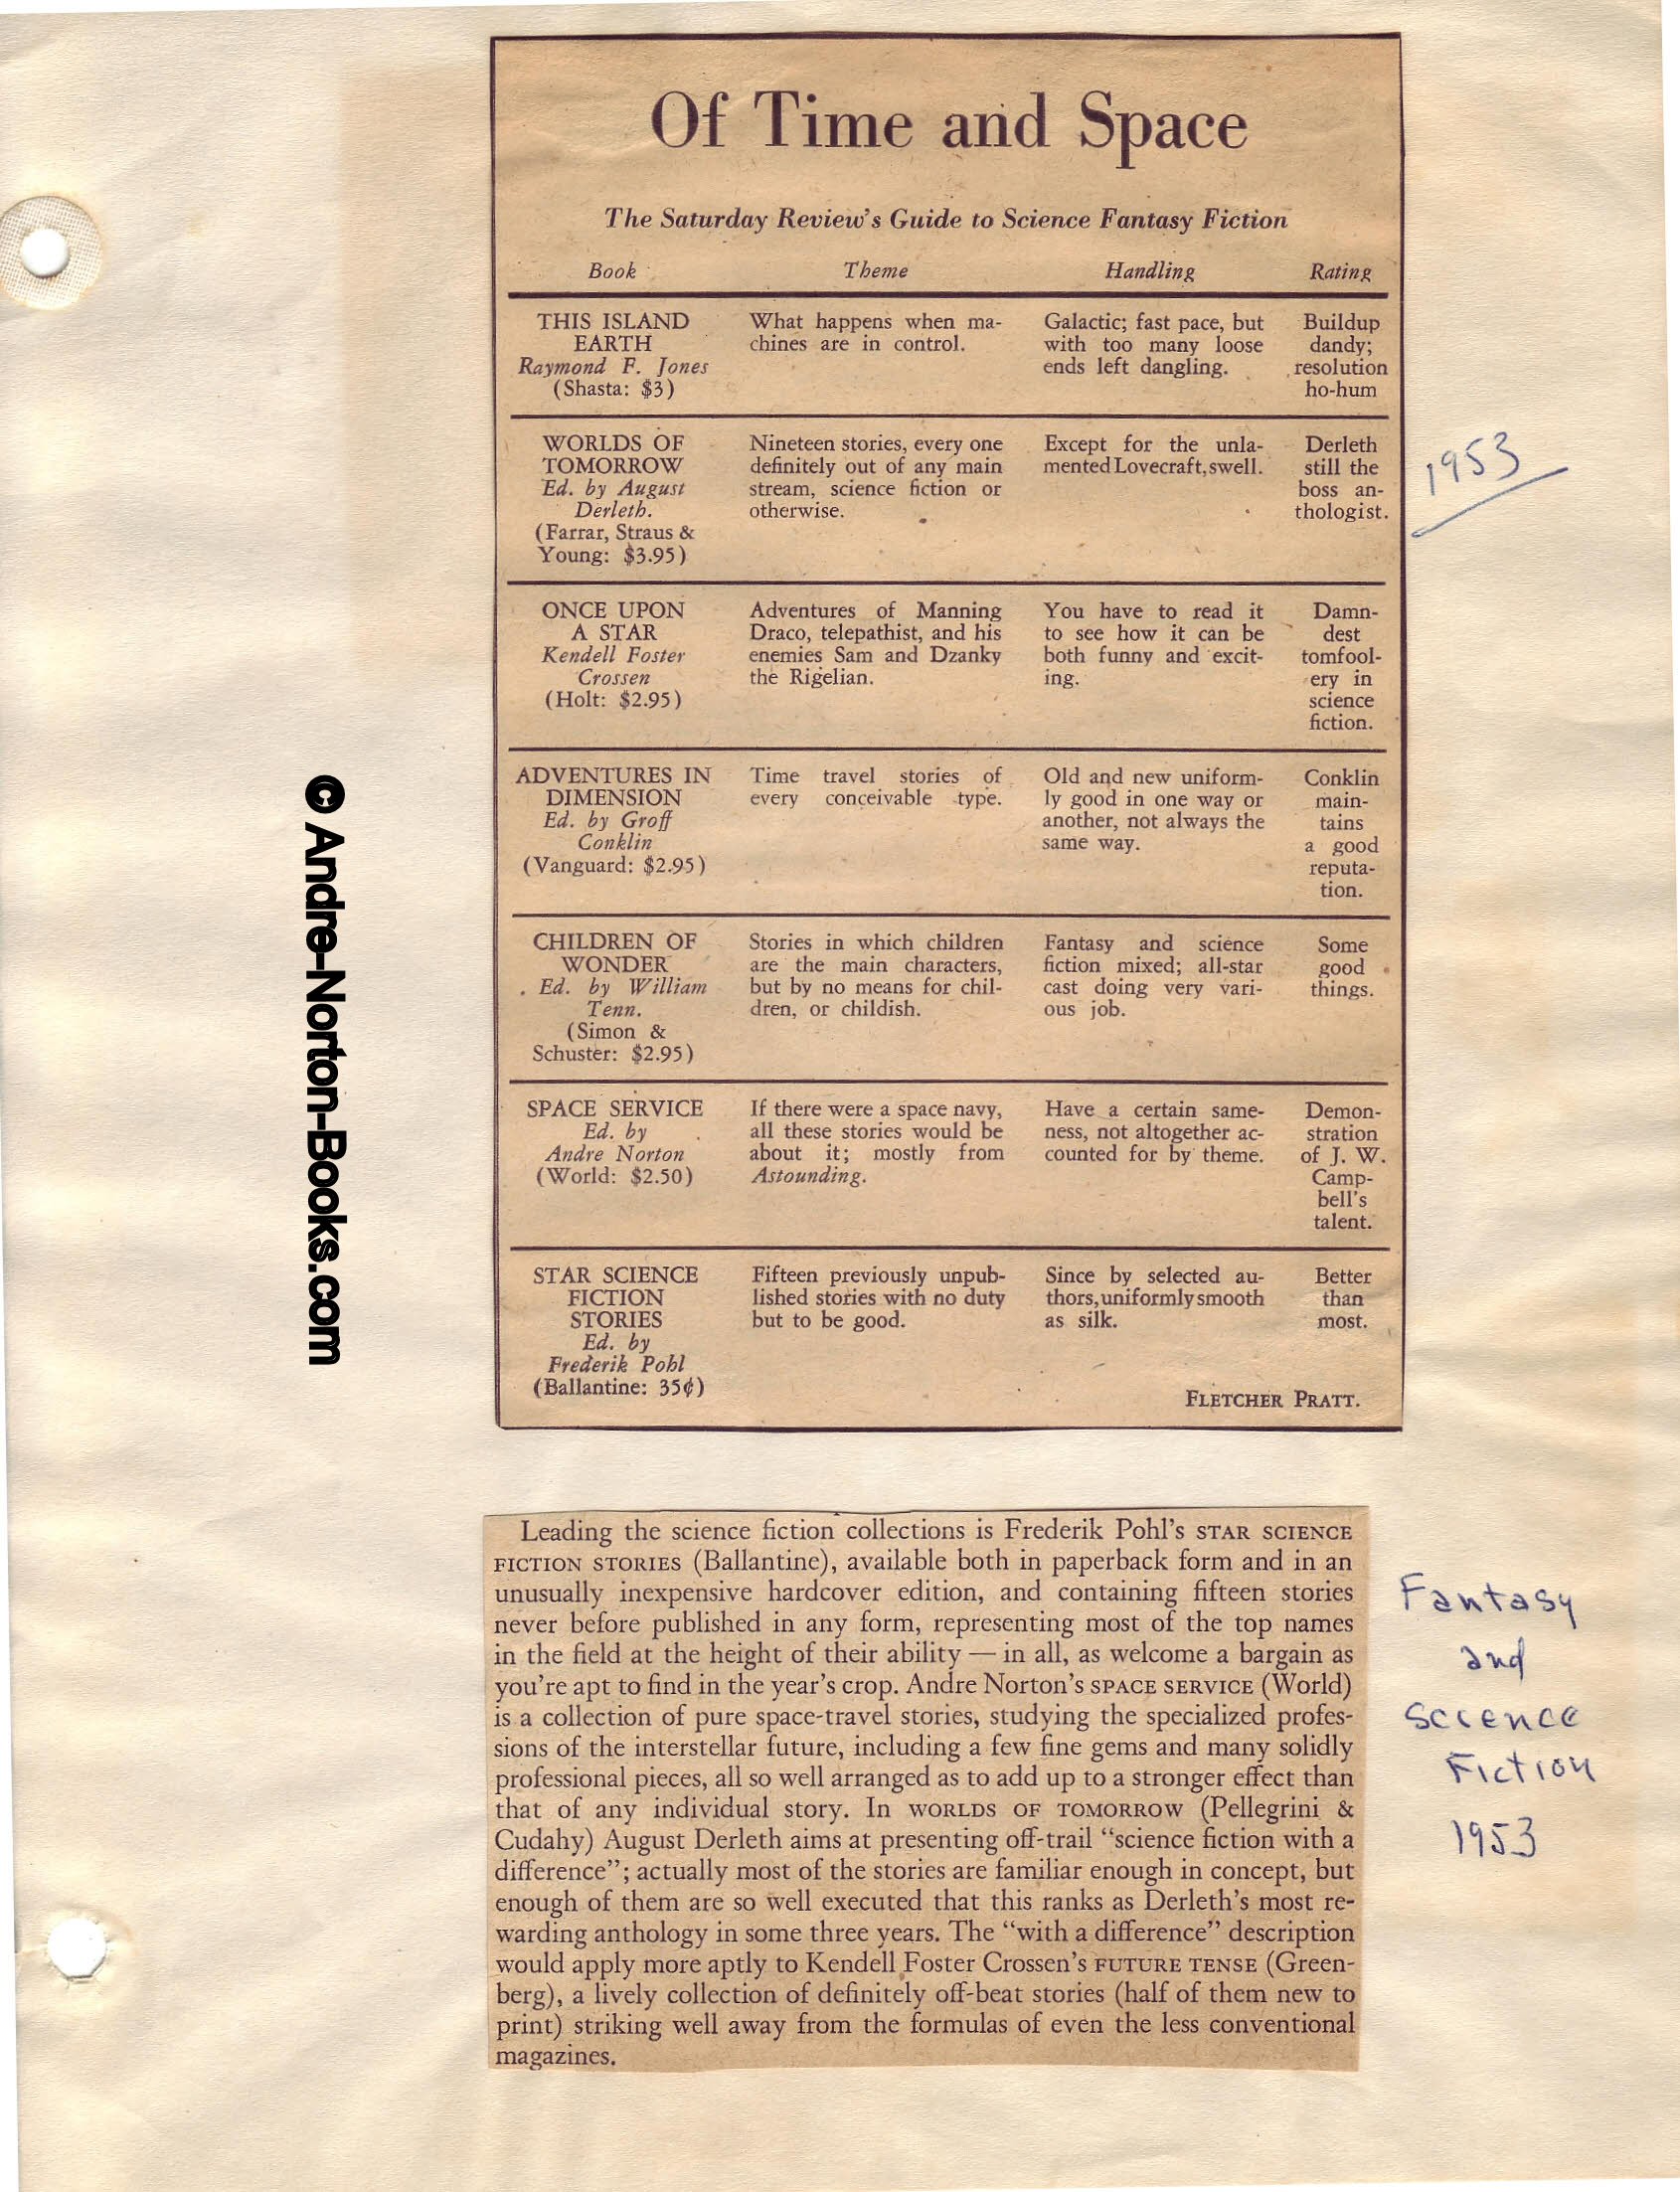 Of Time and Space
The Saturday Review's Guide to Science Fantasy Fiction
Book Theme Handling Rating
THIS ISLAND
EARTH
Raymond F. Jones
(Shasta: $3)
What happens when ma-
chines are in control.
Galactic; fast pace, but
with too many loose
ends left dangling.
Buildup
dandy;
resolution
ho-hum
WORLDS OF
TOMORROW
Ed. by August
Derleth.
(Farrar, Straus &
Young: $3.95)
Nineteen stories, every one
definitely out of any main
stream, science fiction or
otherwise.
Except for the unla-
mented Lovecraft, swell.
Derleth
still the
boss an-
thologist.
1953
ONCE UPON
A STAR
Kendell Foster
Crossen
(Holt: $2.95)
Adventures of Manning
Draco, telepathist, and his
enemies Sam and Dzanky
the Rigelian.
You have to read it
to see how it can be
both funny and excit-
ing.
Damn-
dest
tomfool-
ery in
science
fiction.
ADVENTURES IN
DIMENSION
Ed. by Groff
Conklin
(Vanguard: $2.95)
Time travel stories of
every conceivable type.
Old and new uniform-
ly good in one way or
another, not always the
same way.
Conklin
main-
tains
a good
reputa-
tion.
CHILDREN OF
WONDER
Ed. by William
Tenn.
(Simon &
Schuster: $2.95)
Stories in which children
are the main characters,
but by no means for chil-
dren, or childish.
Fantasy and science
fiction mixed; all-star
cast doing very vari-
ous job.
Some
good
things.
SPACE SERVICE
Ed. by
Andre Norton
(World: $2.50)
If there were a space navy,
all these stories would be
about it; mostly from
Astounding.
Have a certain same-
ness, not altogether ac-
counted for by theme.
Demon-
stration
of J. W.
Camp-
bell's
talent.
STAR SCIENCE
FICTION
STORIES
Ed. by
Frederik Pohl
(Ballantine: 35¢)
Fifteen previously unpub-
lished stories with no duty
but to be good.
Since by selected au-
thors, uniformly smooth
as silk.
Better
than
most.
FLETCHER PRATT.
© Andre-Norton-Books.com
Leading the science fiction collections is Frederik Pohl's STAR SCIENCE
FICTION STORIES (Ballantine), available both in paperback form and in an
unusually inexpensive hardcover edition, and containing fifteen stories
never before published in any form, representing most of the top names
in the field at the height of their ability — in all, as welcome a bargain as
you're apt to find in the year's crop. Andre Norton's SPACE SERVICE (World)
is a collection of pure space-travel stories, studying the specialized profes-
sions of the interstellar future, including a few fine gems and many solidly
professional pieces, all so well arranged as to add up to a stronger effect than
that of any individual story. In WORLDS OF TOMORROW (Pellegrini &
Cudahy) August Derleth aims at presenting off-trail "science fiction with a
difference"; actually most of the stories are familiar enough in concept, but
enough of them are so well executed that this ranks as Derleth's most re-
warding anthology in some three years. The "with a difference" description
would apply more aptly to Kendell Foster Crossen's FUTURE TENSE (Green-
berg), a lively collection of definitely off-beat stories (half of them new to
print) striking well away from the formulas of even the less conventional
magazines.
Fantasy
and
Science
Fiction
1953